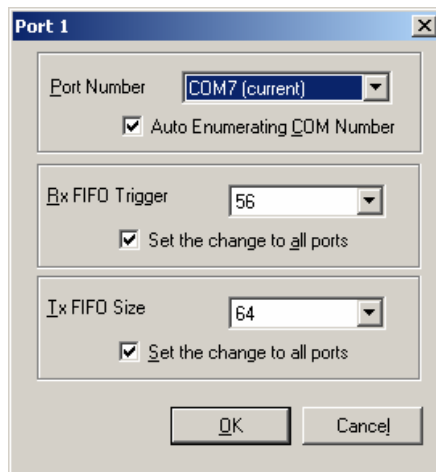 Port 1
Port Number
COM7 (current)
Auto Enumerating COM Number
Rx FIFO Trigger
56
Set the change to all ports
Tx FIFO Size
64
Set the change to all ports
OK
Cancel